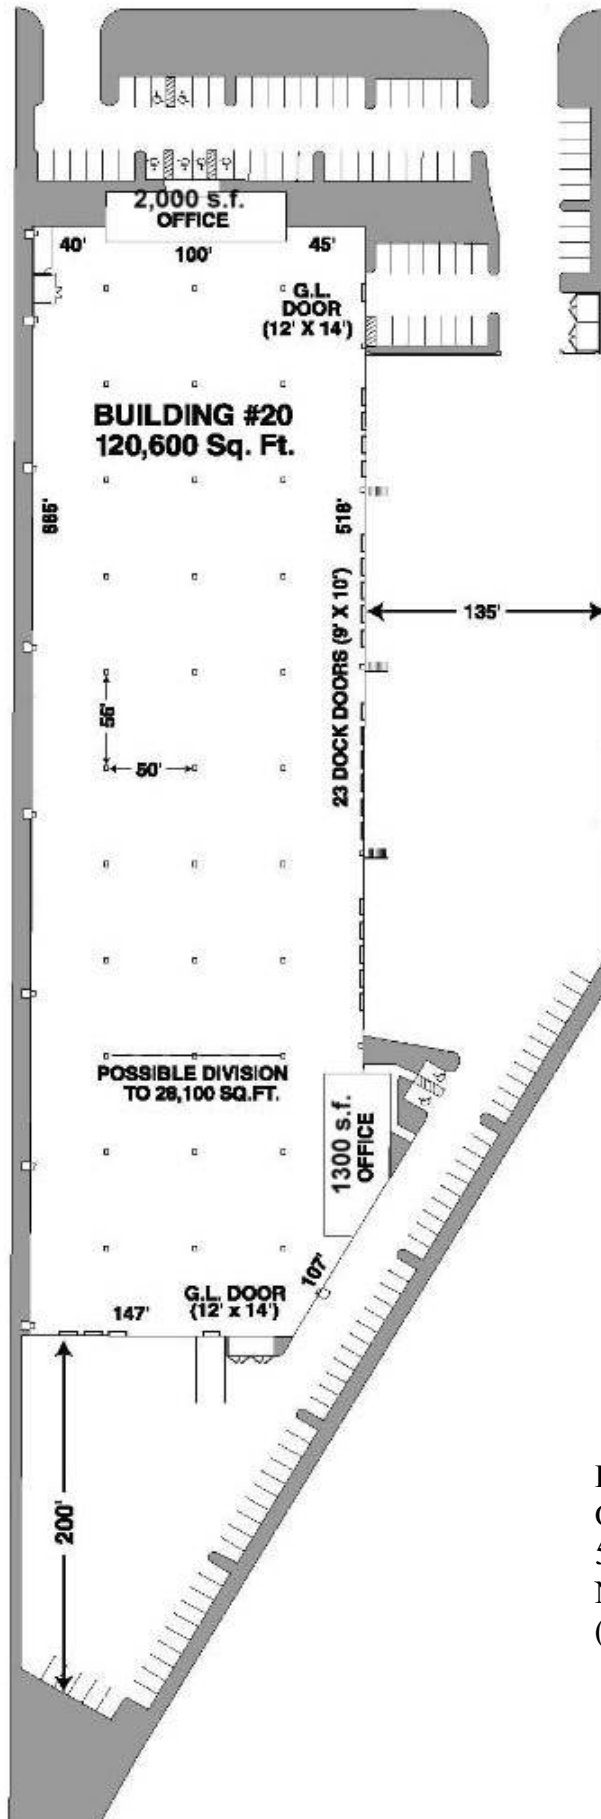 2,000 s.f.
OFFICE
40'
100'
45'
G.L.
DOOR
(12' X 14')
BUILDING #20
120,600 Sq. Ft.
518'
135'
23 DOCK DOORS (9' X 10')
50'
POSSIBLE DIVISION
TO 28,100 SQ.FT.
1300 s.f.
OFFICE
107'
G.L. DOOR
(12' x 14')
147'
200'